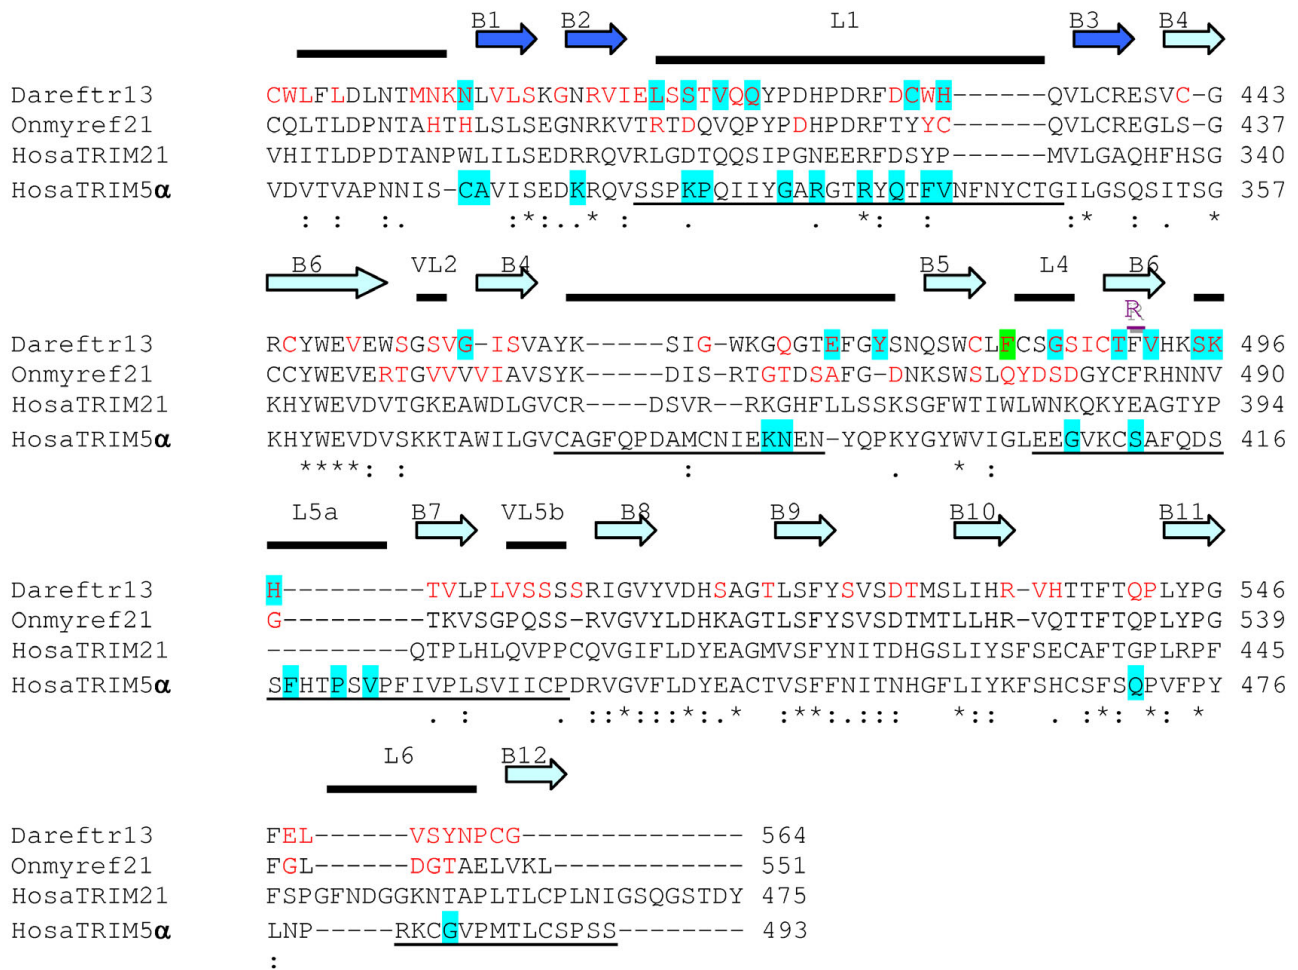 B1 B2 L1 B3 B4
Dareftr13 CWLFLDLNTMNKNLVLSKGNRVIELSSTVQQYPDHPDRFDCWH------QVLCRESVC-G 443
Onmyref21 CQLTLDPNTAHTHLSLSEGNRKVTRTDQVQPYPDHPDRFTYYC------QVLCREGLS-G 437
HosaTRIM21 VHITLDPDTANPWLILSEDRRQVRLGDTQQSIPGNEERFDSYP------MVLGAQHFHSG 340
HosaTRIM5α VDVTVAPNNIS-CAVISEDKRQVSSPKPQIIYGARGTRYQTFVNFNYCTGILGSQSITSG 357
: : :. :*:..* : . . *: : :* : . *
B6 VL2 B4 B5 L4 B6
R
Dareftr13 RCYWEVEWSGSVG-ISVAYK-----SIG-WKGQGTEFGYSNQSWCLFCSGSICTFVHKSK 496
Onmyref21 CCYWEVERTGVVVVIAVSYK-----DIS-RTGTDSAFG-DNKSWSLQYDSDGYCFRHNNV 490
HosaTRIM21 KHYWEVDVTGKEAWDLGVCR----DSVR--RKGHFLLSSKSGFWTIWLWNKQKYEAGTYP 394
HosaTRIM5α KHYWEVDVSKKTAWILGVCAGFQPDAMCNIEKNEN-YQPKYGYWVIGLEEGVKCSAFQDS 416
****: : : . * :
L5a B7 VL5b B8 B9 B10 B11
Dareftr13 H---------TVLPLVSSSSRIGVYVDHSAGTLSFYSVSDTMSLIHR-VHTTFTQPLYPG 546
Onmyref21 G---------TKVSGPQSS-RVGVYLDHKAGTLSFYSVSDTMTLLHR-VQTTFTQPLYPG 539
HosaTRIM21 ---------QTPLHLQVPPCQVGIFLDYEAGMVSFYNITDHGSLIYSFSECAFTGPLRPF 445
HosaTRIM5α SFHTPSVPFIVPLSVIICPDRVGVFLDYEACTVSFFNITNHGFLIYKFSHCSFSQPVFPY 476
. : . ::*::*:.* :**:.::: *:: . :* :* *
L6 B12
Dareftr13 FEL------VSYNPCG-------------- 564
Onmyref21 FGL------DGTAELVKL------------ 551
HosaTRIM21 FSPGFNDGGKNTAPLTLCPLNIGSQGSTDY 475
HosaTRIM5α LNP-----RKCGVPMTLCSPSS-------- 493
: